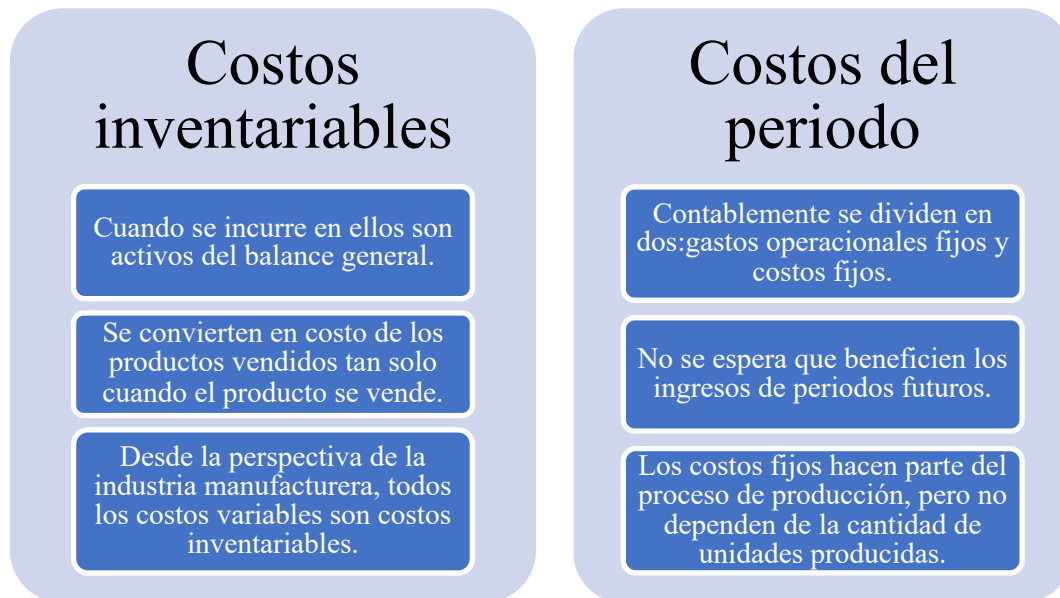 Costos
inventariables
Cuando se incurre en ellos son
activos del balance general.
Se convierten en costo de los
productos vendidos tan solo
cuando el producto se vende.
Desde la perspectiva de la
industria manufacturera, todos
los costos variables son costos
inventariables.
Costos del
periodo
Contablemente se dividen en
dos:gastos operacionales fijos y
costos fijos.
No se espera que beneficien los
ingresos de periodos futuros.
Los costos fijos hacen parte del
proceso de producción, pero no
dependen de la cantidad de
unidades producidas.